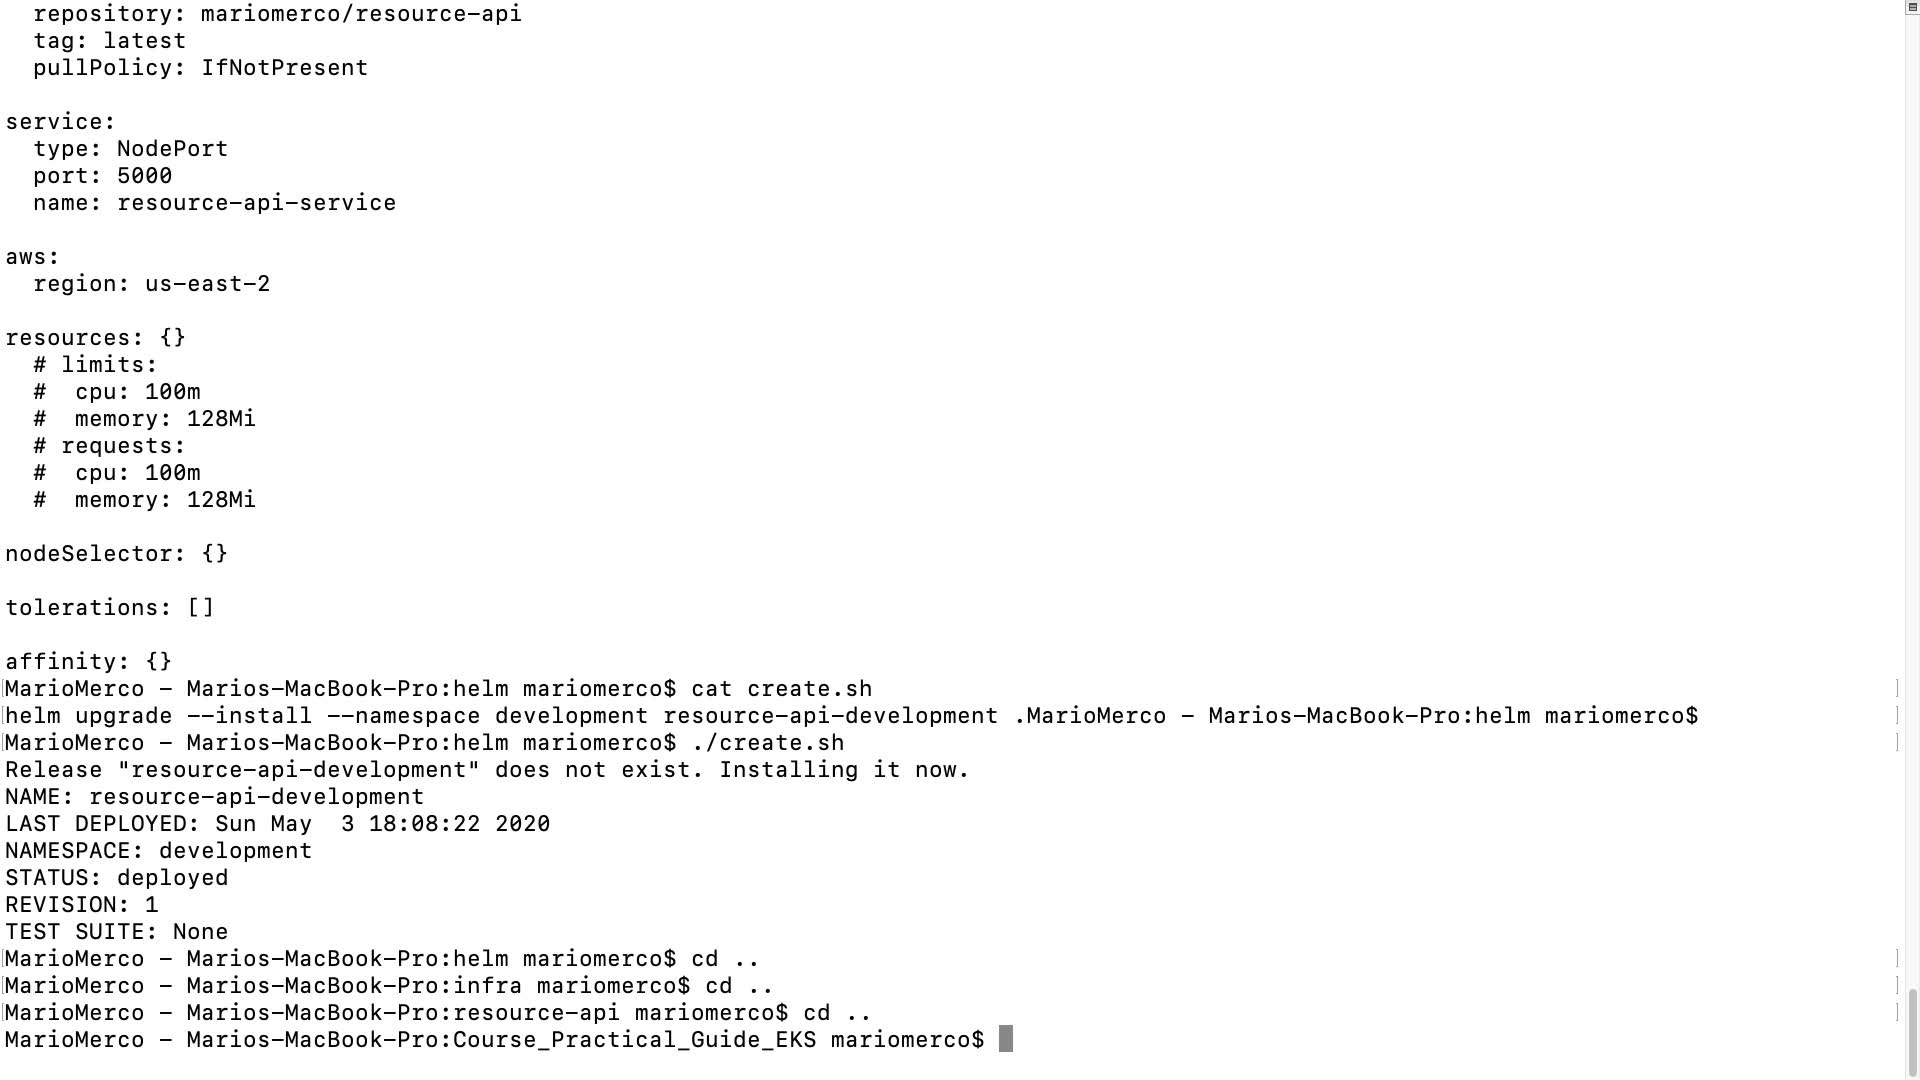 repository: mariomerco/resource-api
  tag: latest
  pullPolicy: IfNotPresent

service:
  type: NodePort
  port: 5000
  name: resource-api-service

aws:
  region: us-east-2

resources: {}
  # limits:
  #  cpu: 100m
  #  memory: 128Mi
  # requests:
  #  cpu: 100m
  #  memory: 128Mi

nodeSelector: {}

tolerations: []

affinity: {}
[MarioMerco - Marios-MacBook-Pro:helm mariomerco$ cat create.sh ]
[helm upgrade --install --namespace development resource-api-development .MarioMerco - Marios-MacBook-Pro:helm mariomerco$ ]
[MarioMerco - Marios-MacBook-Pro:helm mariomerco$ ./create.sh ]
Release "resource-api-development" does not exist. Installing it now.
NAME: resource-api-development
LAST DEPLOYED: Sun May  3 18:08:22 2020
NAMESPACE: development
STATUS: deployed
REVISION: 1
TEST SUITE: None
[MarioMerco - Marios-MacBook-Pro:helm mariomerco$ cd .. ]
[MarioMerco - Marios-MacBook-Pro:infra mariomerco$ cd .. ]
[MarioMerco - Marios-MacBook-Pro:resource-api mariomerco$ cd .. ]
MarioMerco - Marios-MacBook-Pro:Course_Practical_Guide_EKS mariomerco$